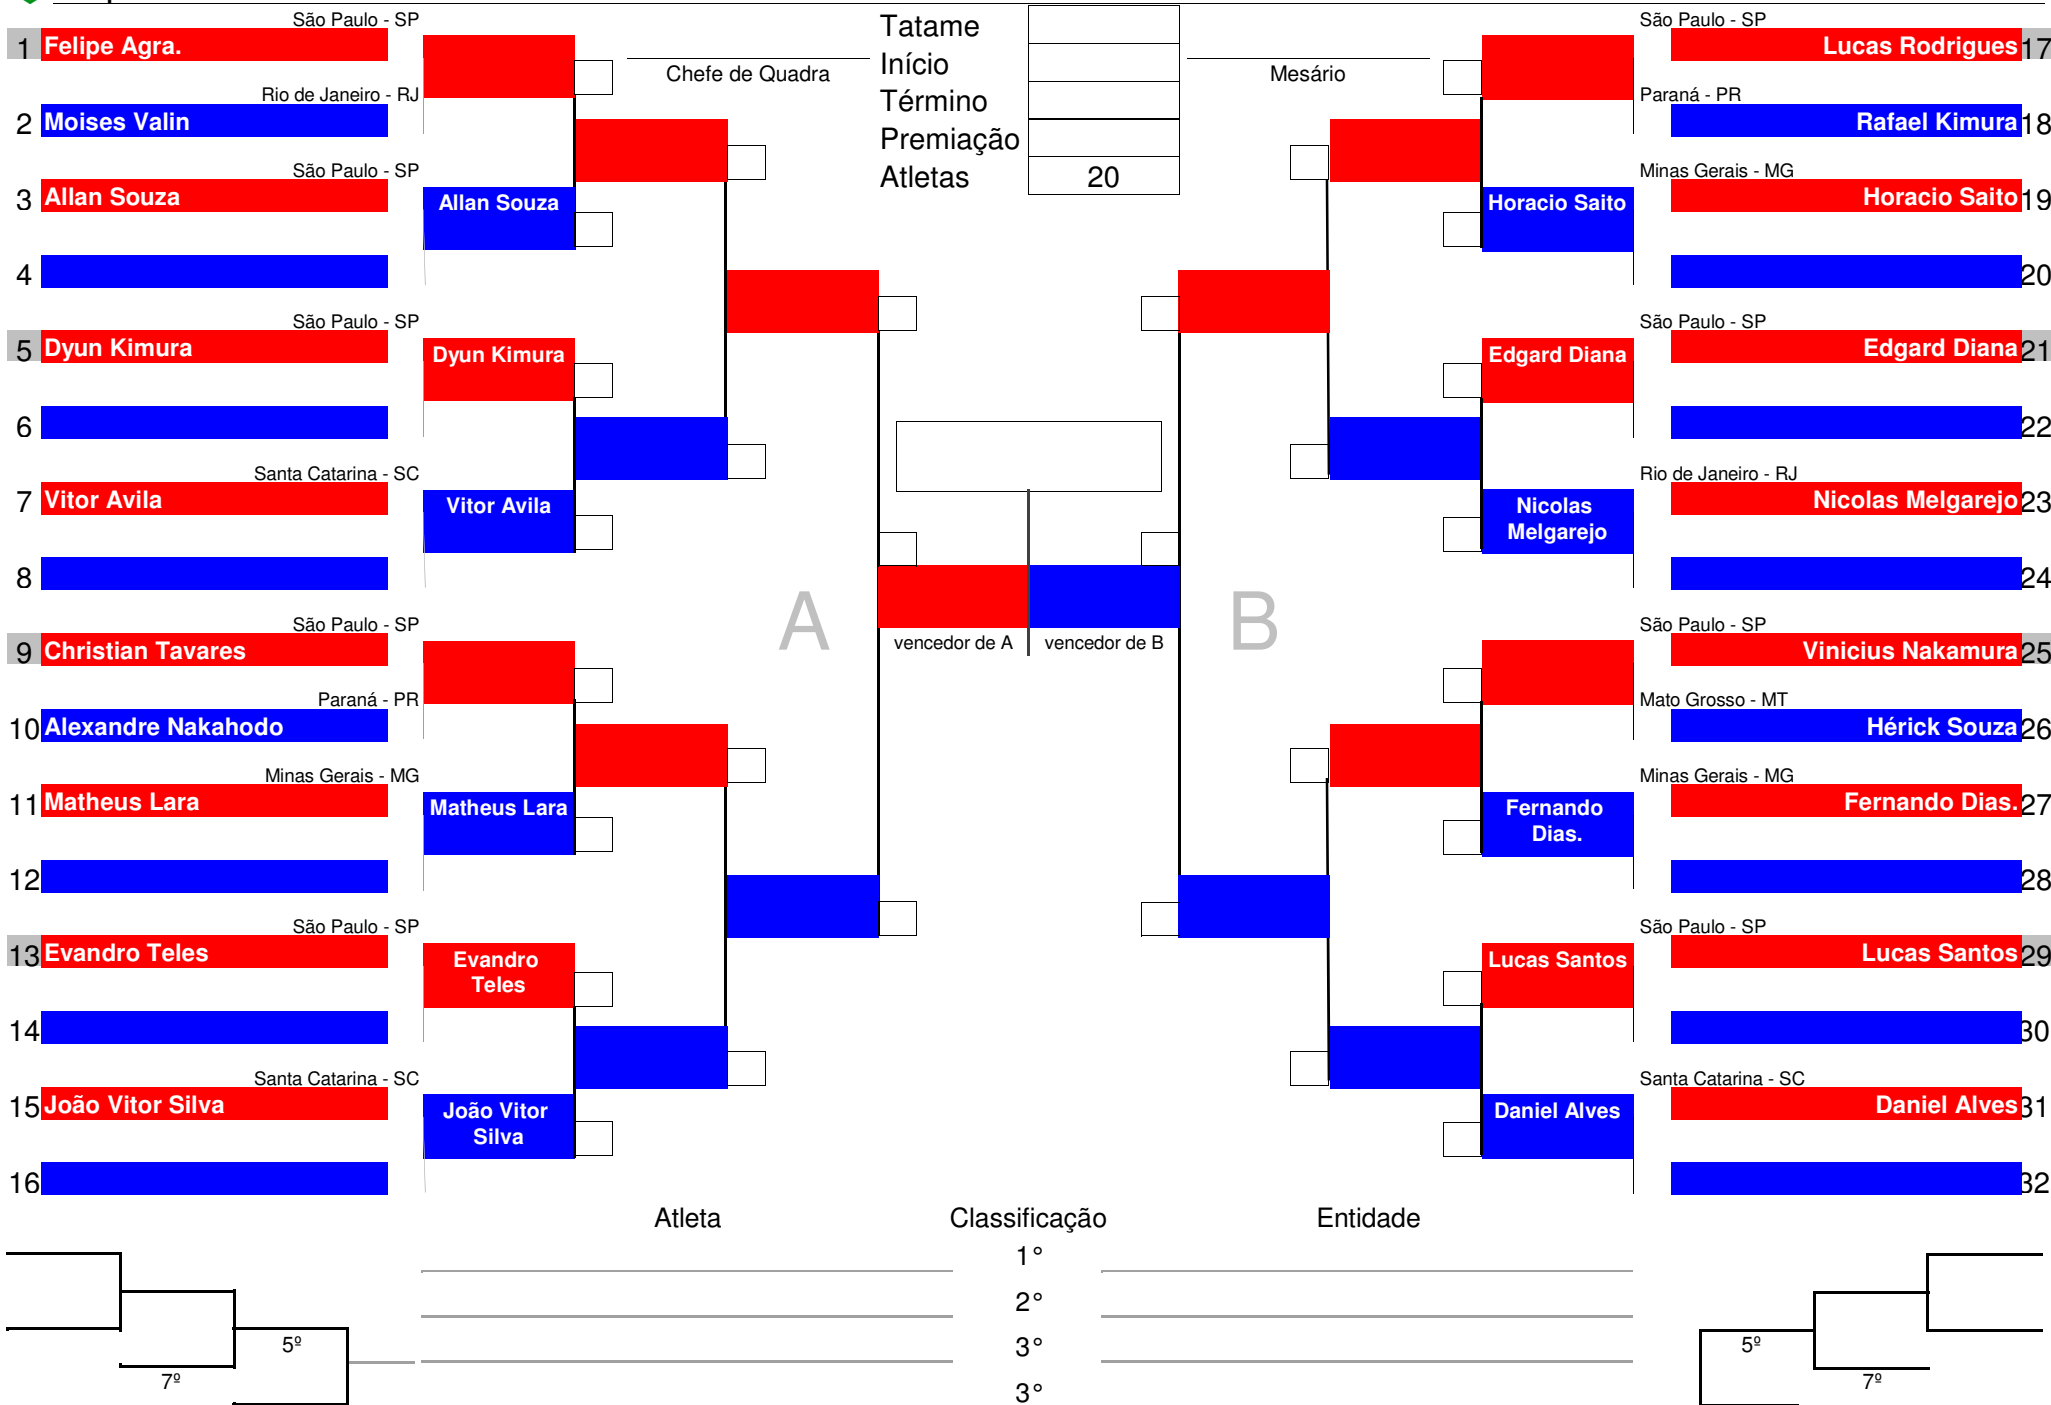 São Paulo - SP
1 Felipe Agra.
Rio de Janeiro - RJ
2 Moises Valin
São Paulo - SP
3 Allan Souza
Allan Souza
4
São Paulo - SP
5 Dyun Kimura
Dyun Kimura
6
Santa Catarina - SC
7 Vitor Avila
Vitor Avila
8
São Paulo - SP
9 Christian Tavares
Paraná - PR
10 Alexandre Nakahodo
Minas Gerais - MG
11 Matheus Lara
Matheus Lara
12
São Paulo - SP
13 Evandro Teles
Evandro
Teles
14
Santa Catarina - SC
15 João Vitor Silva
João Vitor
Silva
16
Chefe de Quadra
Tatame
Início
Término
Premiação
Atletas 20
Mesário
A
vencedor de A
vencedor de B
B
São Paulo - SP
Lucas Rodrigues 17
Paraná - PR
Rafael Kimura 18
Minas Gerais - MG
Horacio Saito
Horacio Saito 19
20
São Paulo - SP
Edgard Diana
Edgard Diana 21
22
Rio de Janeiro - RJ
Nicolas
Melgarejo
Nicolas Melgarejo 23
24
São Paulo - SP
Vinicius Nakamura 25
Mato Grosso - MT
Hérick Souza 26
Minas Gerais - MG
Fernando
Dias.
Fernando Dias. 27
28
São Paulo - SP
Lucas Santos
Lucas Santos 29
30
Santa Catarina - SC
Daniel Alves
Daniel Alves 31
32
Atleta Classificação Entidade
1°
2°
3°
3°
5º
7º
5º
7º